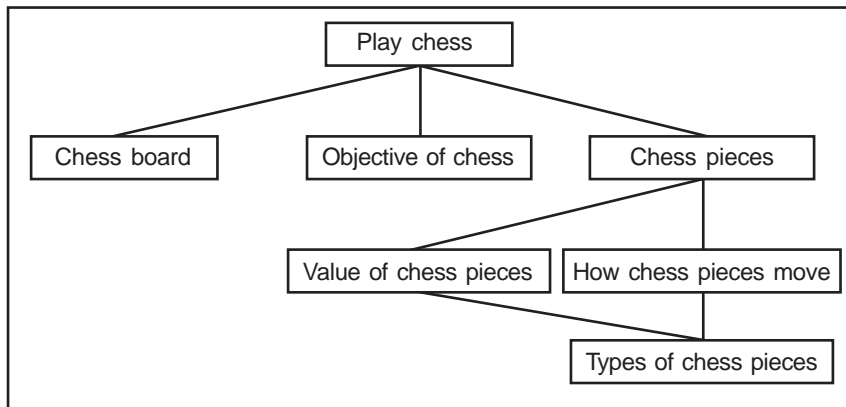 Play chess
Chess board
Objective of chess
Chess pieces
Value of chess pieces
How chess pieces move
Types of chess pieces